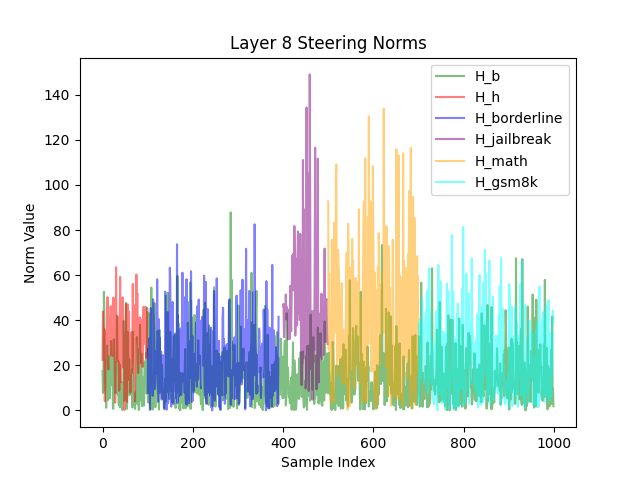 Layer 8 Steering Norms
Norm Value
140
120
100
80
60
40
20
0
0
200
400
600
800
1000
Sample Index
H_b
H_h
H_borderline
H_jailbreak
H_math
H_gsm8k